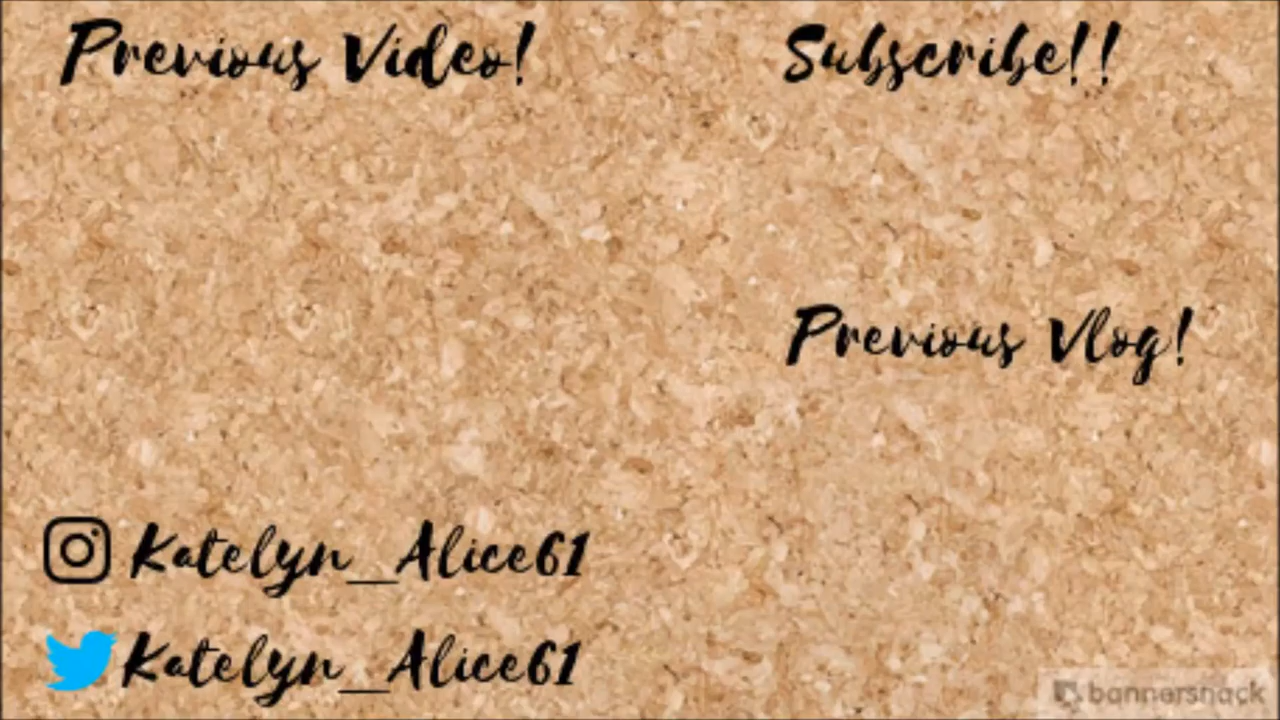 Previous Video!
Subscribe!!
Previous Vlog!
Katelyn_Alice61
Katelyn_Alice61
bannersnack